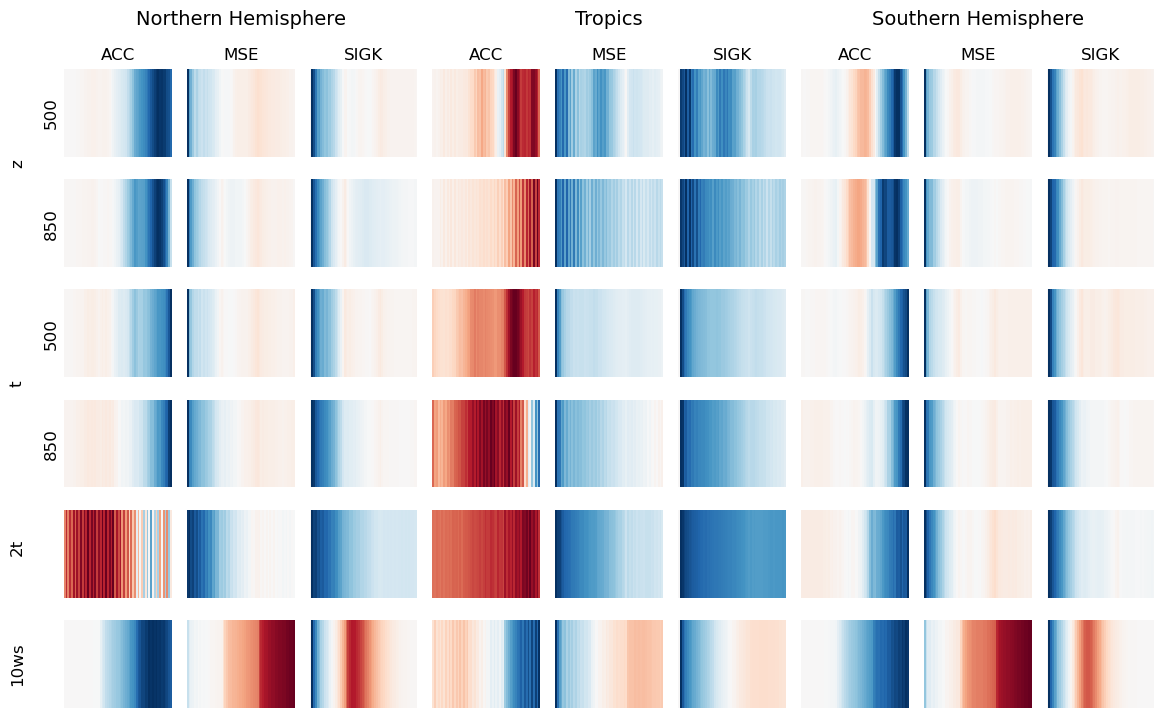 Northern Hemisphere Tropics Southern Hemisphere
ACC MSE SIGK ACC MSE SIGK ACC MSE SIGK
z
500
850
t
500
850
2t
10ws